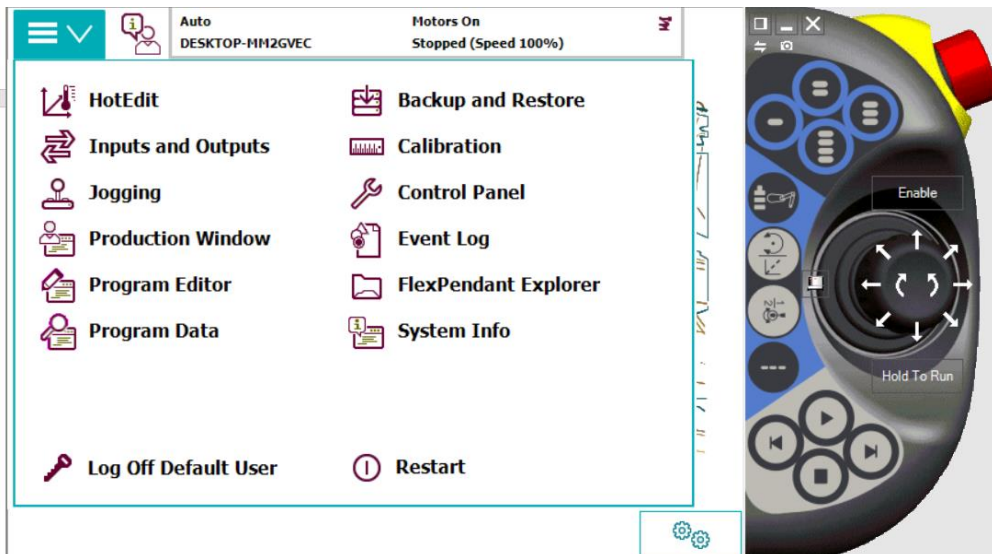 Auto
DESKTOP-MM2GVEC
Motors On
Stopped (Speed 100%)
HotEdit
Inputs and Outputs
Jogging
Production Window
Program Editor
Program Data
Backup and Restore
Calibration
Control Panel
Event Log
FlexPendant Explorer
System Info
Log Off Default User
Restart
Enable
Hold To Run